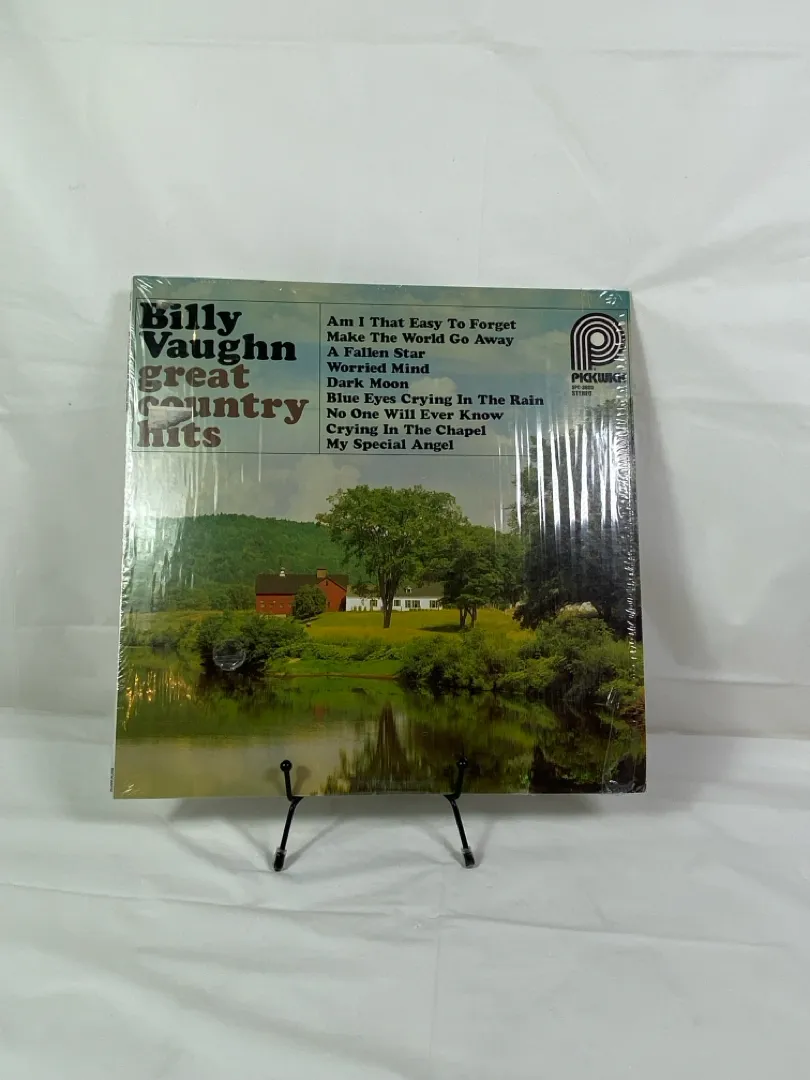 Billy
Vaughn
great
country
hits
Am I That Easy To Forget
Make The World Go Away
A Fallen Star
Worried Mind
Dark Moon
Blue Eyes Crying In The Rain
No One Will Ever Know
Crying In The Chapel
My Special Angel
PICKWICK
STEREO